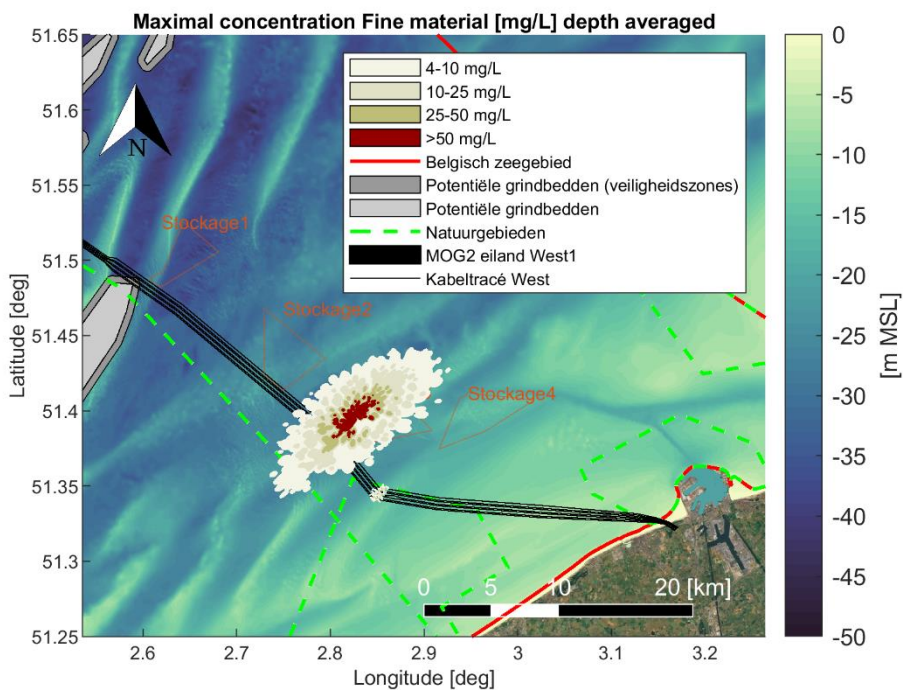 Maximal concentration Fine material [mg/L] depth averaged
51.65
51.6
51.55
51.5
51.45
51.4
51.35
51.3
51.25
Latitude [deg]
N
4-10 mg/L
10-25 mg/L
25-50 mg/L
>50 mg/L
Belgisch zeegebied
Potentiële grindbedden (veiligheidszones)
Potentiële grindbedden
Natuurgebieden
MOG2 eiland West1
Kabeltracé West
Stockage1
Stockage2
Stockage4
0 5 10 20 [km]
2.6 2.7 2.8 2.9 3 3.1 3.2
Longitude [deg]
0
-5
-10
-15
-20
-25
-30
-35
-40
-45
-50
[m MSL]